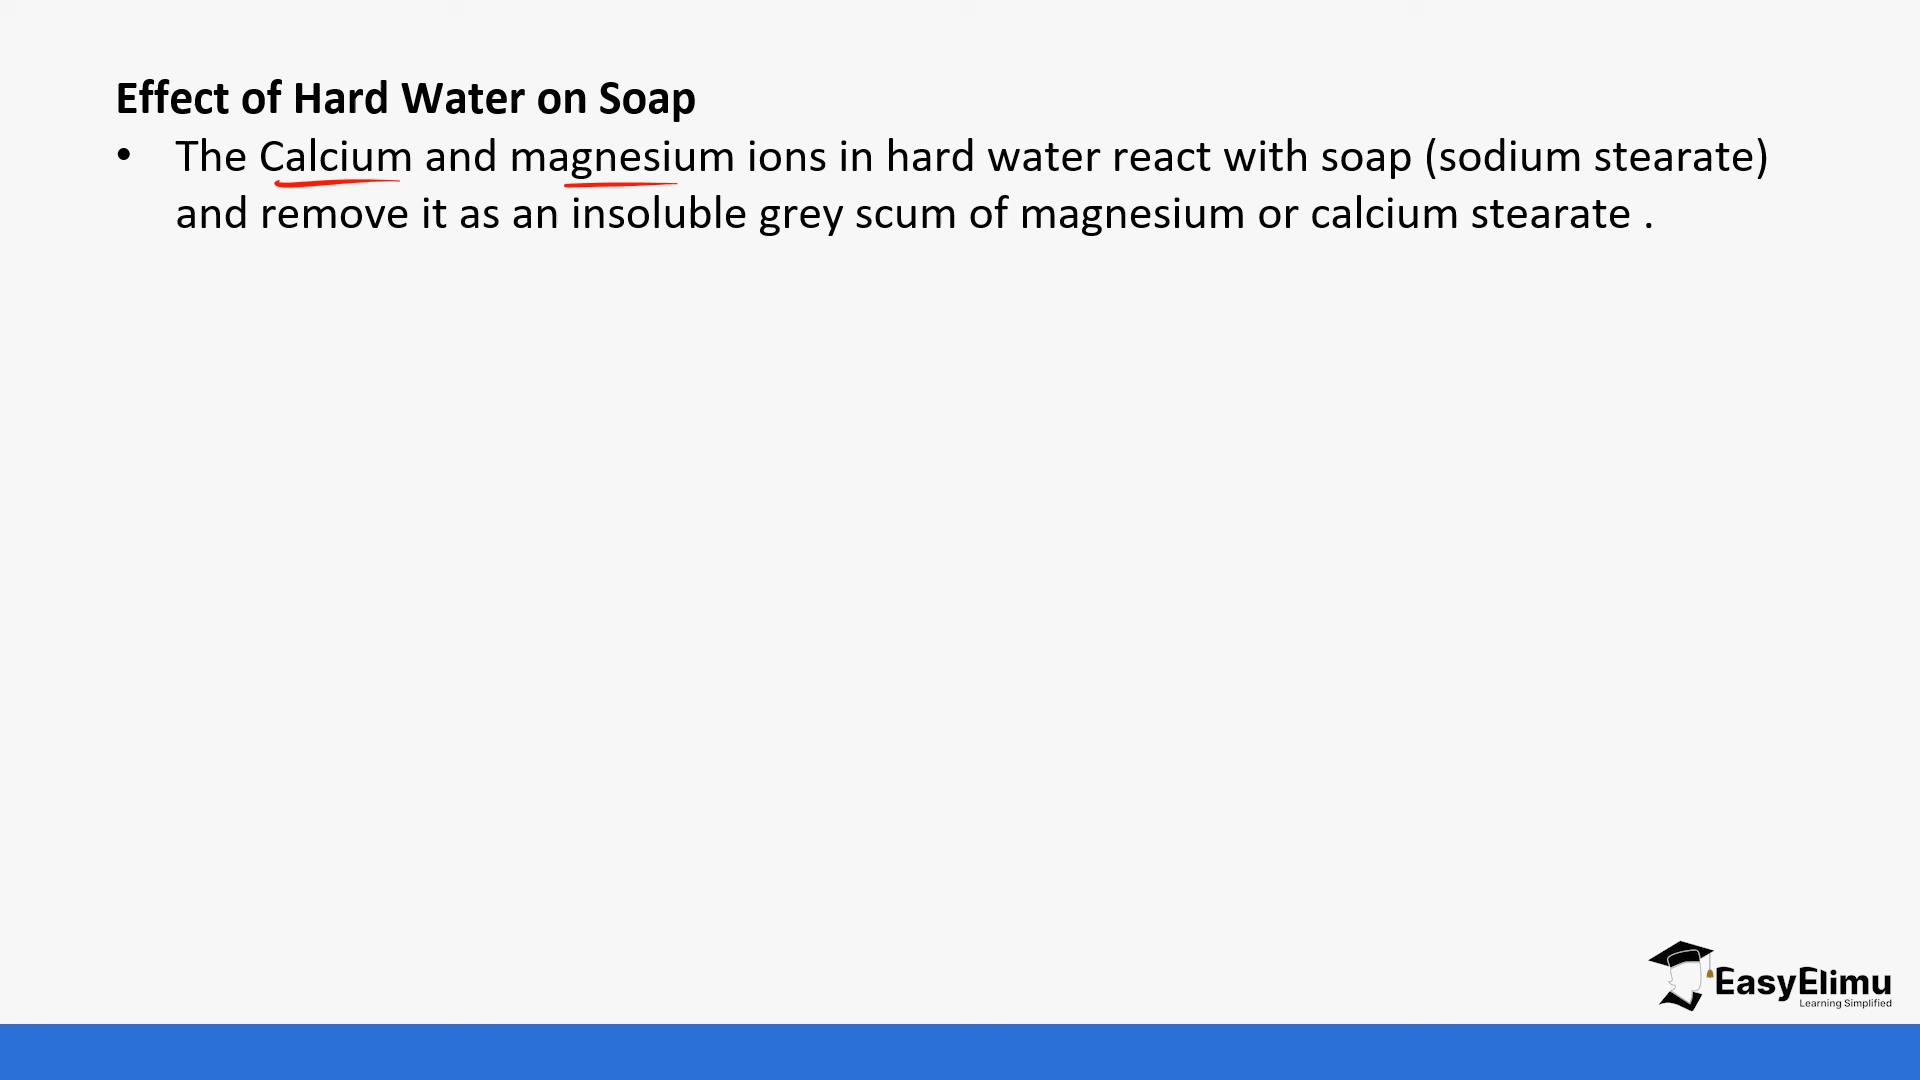 Effect of Hard Water on Soap
• The Calcium and magnesium ions in hard water react with soap (sodium stearate)
and remove it as an insoluble grey scum of magnesium or calcium stearate .
EasyElimu
Learning Simplified